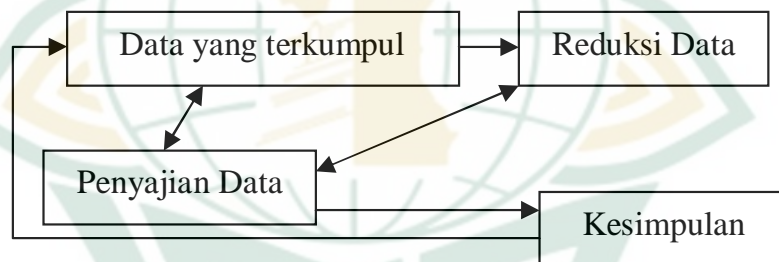 Data yang terkumpul
Reduksi Data
Penyajian Data
Kesimpulan